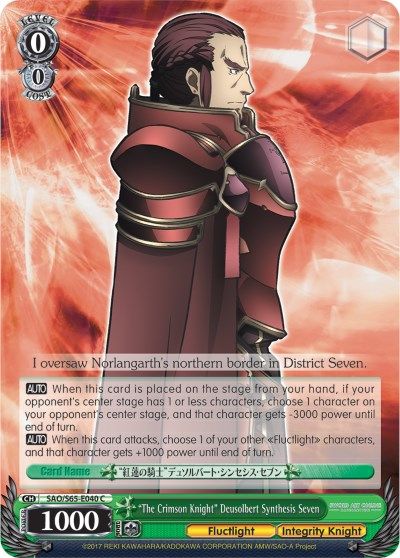 LEVEL
0
0
COST
I oversaw Norlangarth's northern border in District Seven.
AUTO When this card is placed on the stage from your hand, if your
opponent's center stage has 1 or less characters, choose 1 character on
your opponent's center stage, and that character gets -3000 power until
end of turn.
AUTO When this card attacks, choose 1 of your other «Fluctlight» characters,
and that character gets +1000 power until end of turn.
Card Name
"紅蓮の騎士"デュソルバート・シンセシス・セブン
CH SAO/S65-E040 C
"The Crimson Knight" Deusolbert Synthesis Seven
POWER
1000
Fluctlight
Integrity Knight
©2017 REKI KAWAHARA/KADOKAWA CORPORATION AMW/SAO-A Project